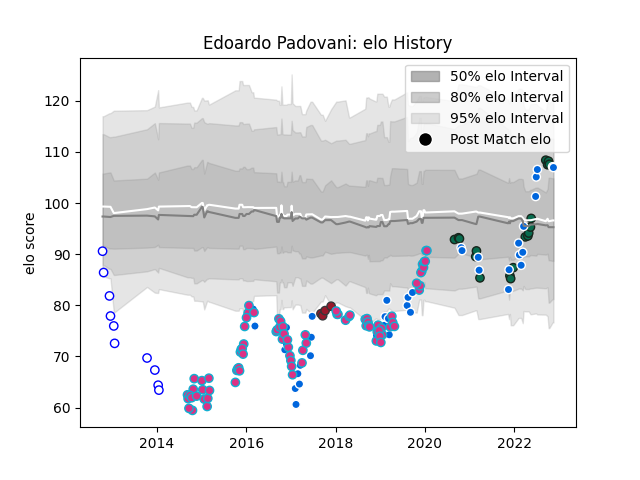 Edoardo Padovani: elo History
50% elo Interval
80% elo Interval
95% elo Interval
Post Match elo
elo score
120
110
100
90
80
70
60
2014
2016
2018
2020
2022